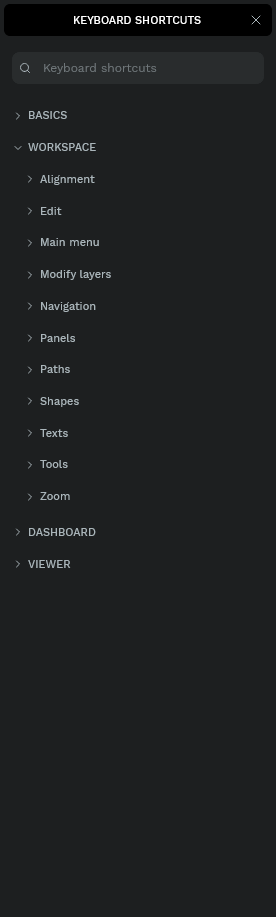 KEYBOARD SHORTCUTS
Keyboard shortcuts
BASICS
WORKSPACE
Alignment
Edit
Main menu
Modify layers
Navigation
Panels
Paths
Shapes
Texts
Tools
Zoom
DASHBOARD
VIEWER